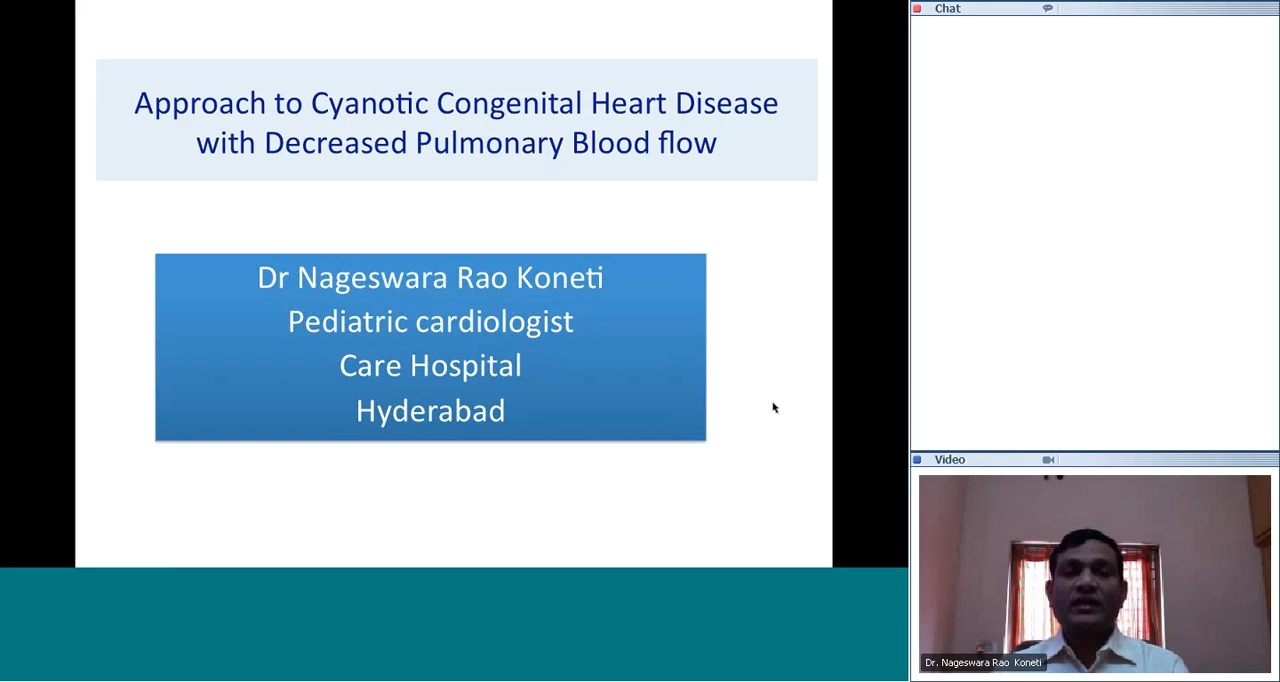 Approach to Cyanotic Congenital Heart Disease
with Decreased Pulmonary Blood flow
Dr Nageswara Rao Koneti
Pediatric cardiologist
Care Hospital
Hyderabad
Chat
Video
Dr. Nageswara Rao Koneti